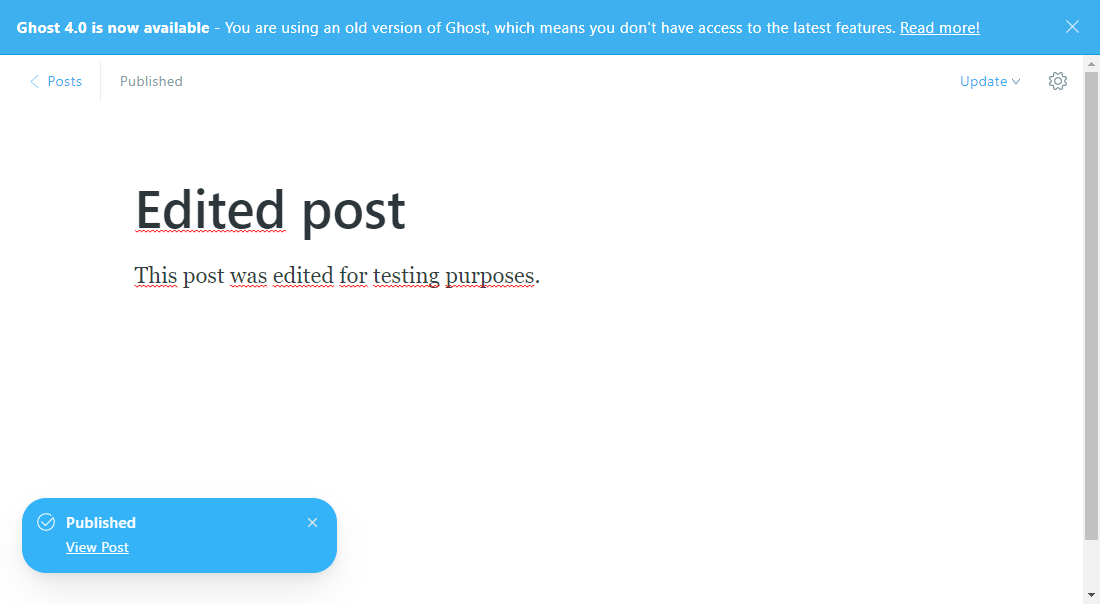 Ghost 4.0 is now available - You are using an old version of Ghost, which means you don't have access to the latest features. Read more!
Posts Published Update
Edited post
This post was edited for testing purposes.
Published
View Post